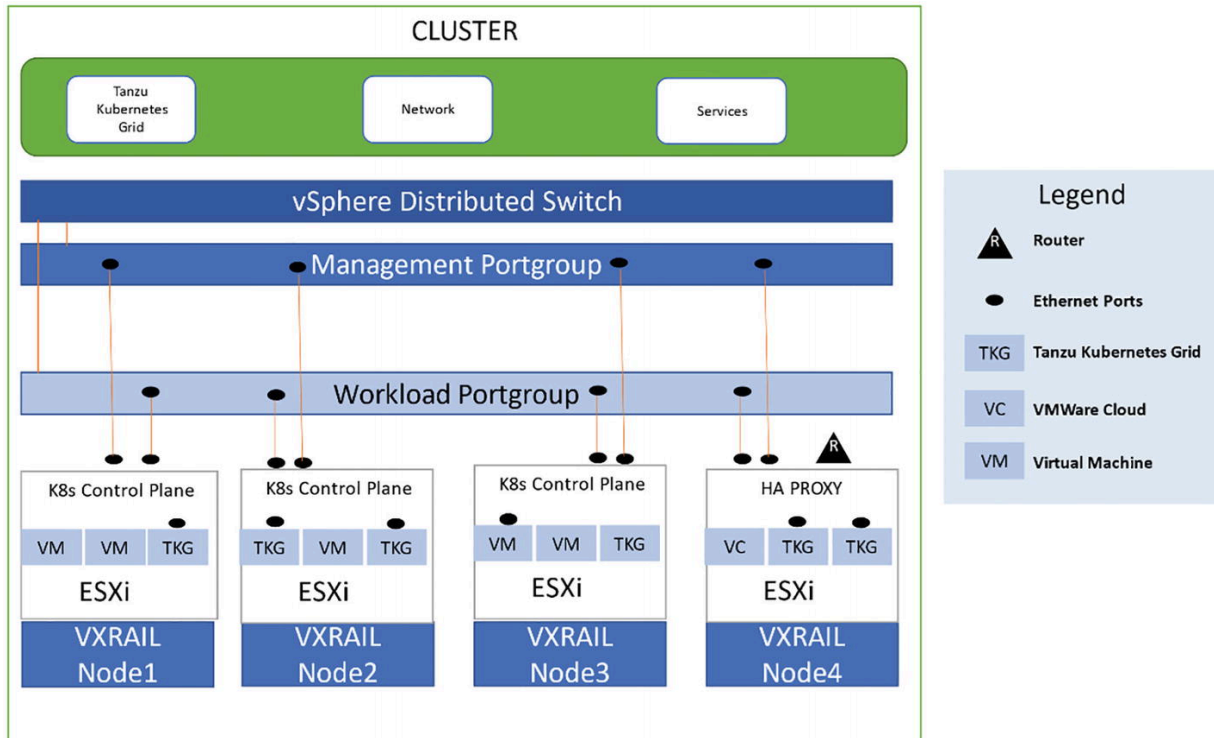 CLUSTER
Tanzu
Kubernetes
Grid
Network
Services
vSphere Distributed Switch
Management Portgroup
Workload Portgroup
K8s Control Plane
VM VM TKG
ESXi
VXRAIL
Node1
K8s Control Plane
TKG VM TKG
ESXi
VXRAIL
Node2
K8s Control Plane
VM VM TKG
ESXi
VXRAIL
Node3
R
HA PROXY
VC TKG TKG
ESXi
VXRAIL
Node4
Legend
R Router
Ethernet Ports
TKG Tanzu Kubernetes Grid
VC VMWare Cloud
VM Virtual Machine